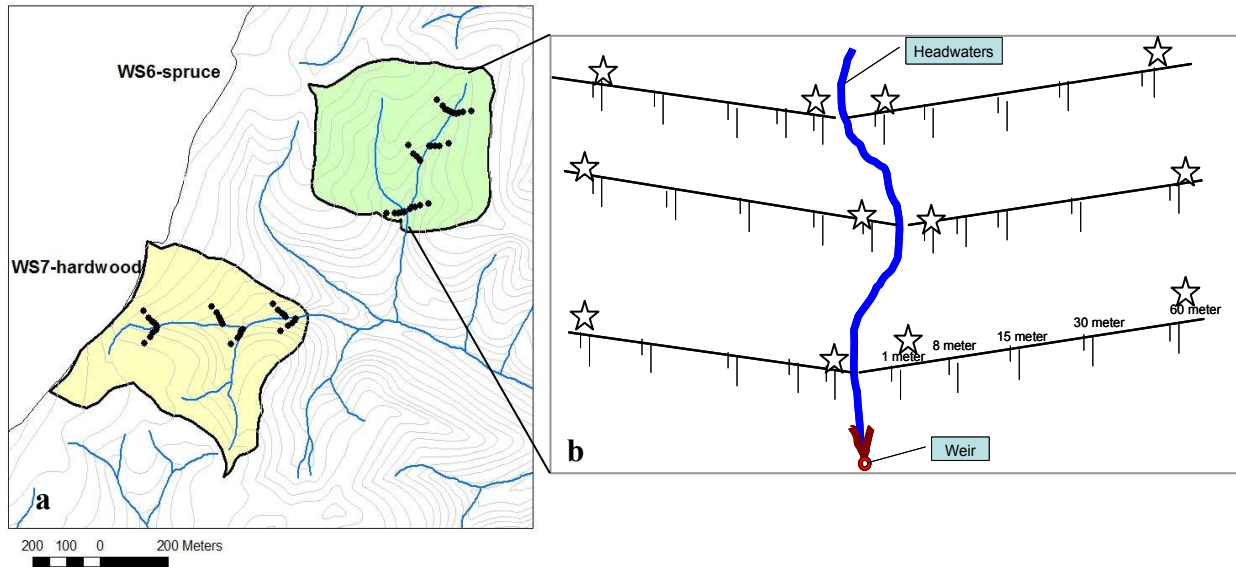 WS6-spruce
WS7-hardwood
a
200 100 0 200 Meters
Headwaters
60 meter
30 meter
15 meter
8 meter
1 meter
Weir
b